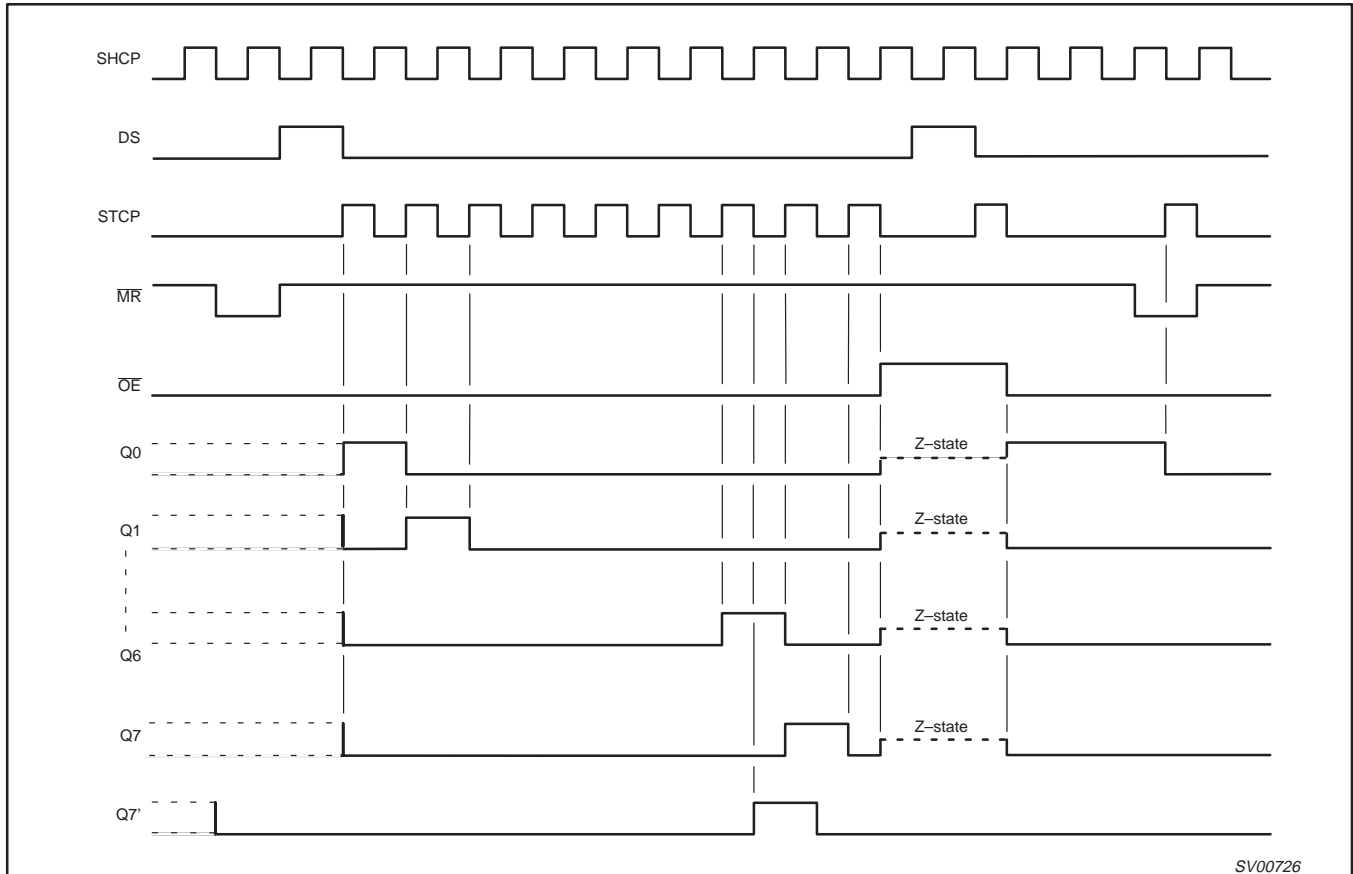 SHCP
DS
STCP
MR
OE
Q0
Z–state
Q1
Z–state
Z–state
Q6
Q7
Z–state
Q7'
SV00726